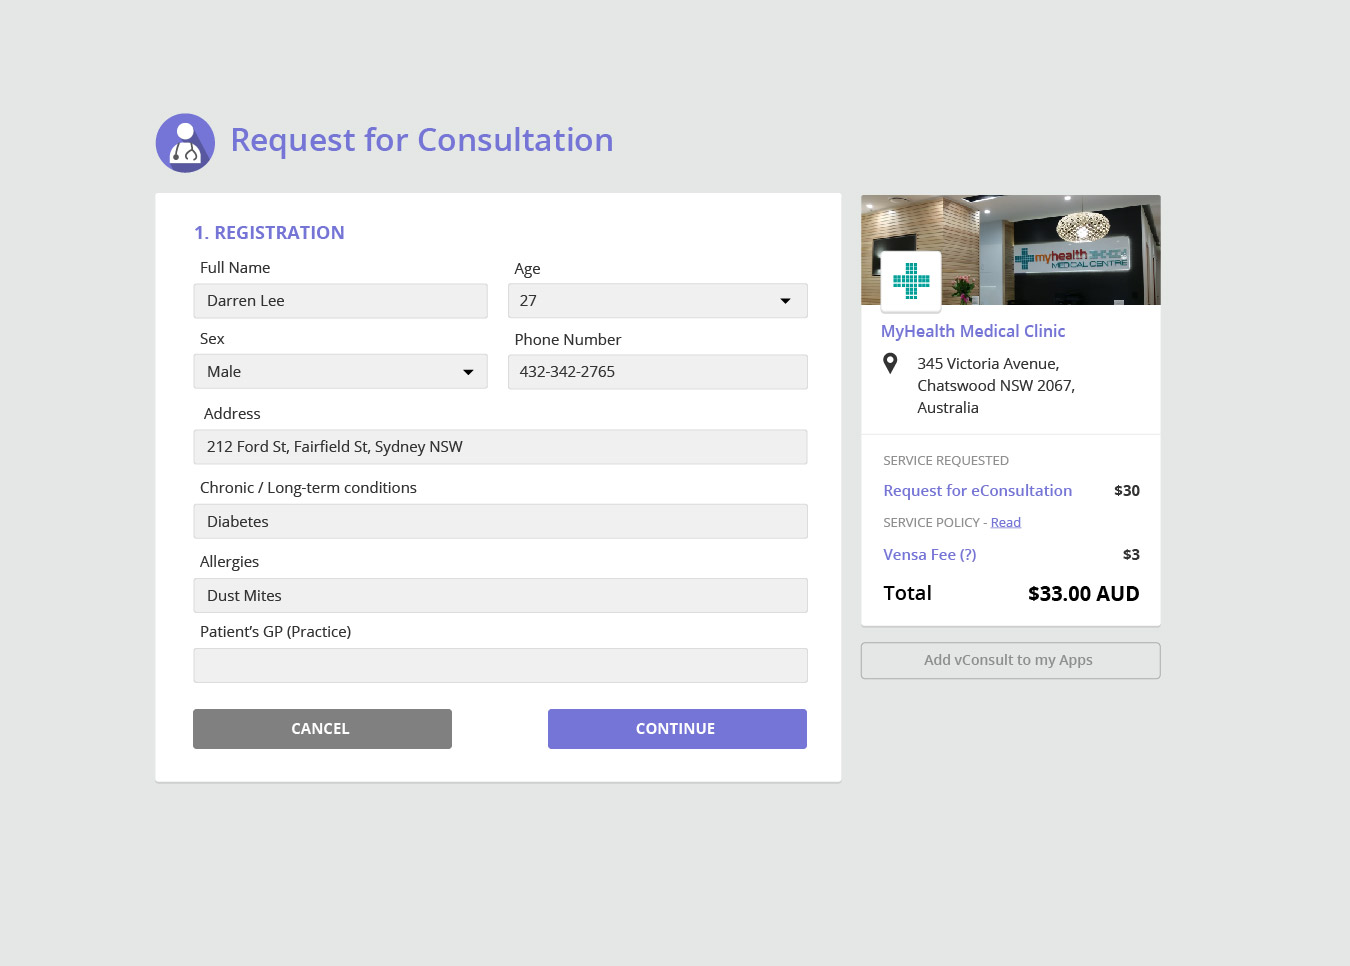 Request for Consultation
1. REGISTRATION
Full Name
Age
Darren Lee
27
Sex
Phone Number
Male
432-342-2765
Address
212 Ford St, Fairfield St, Sydney NSW
Chronic / Long-term conditions
Diabetes
Allergies
Dust Mites
Patient’s GP (Practice)
CANCEL
CONTINUE
myhealth
MEDICAL CENTRE
MyHealth Medical Clinic
345 Victoria Avenue,
Chatswood NSW 2067,
Australia
SERVICE REQUESTED
Request for eConsultation $30
SERVICE POLICY - Read
Vensa Fee (?) $3
Total $33.00 AUD
Add vConsult to my Apps